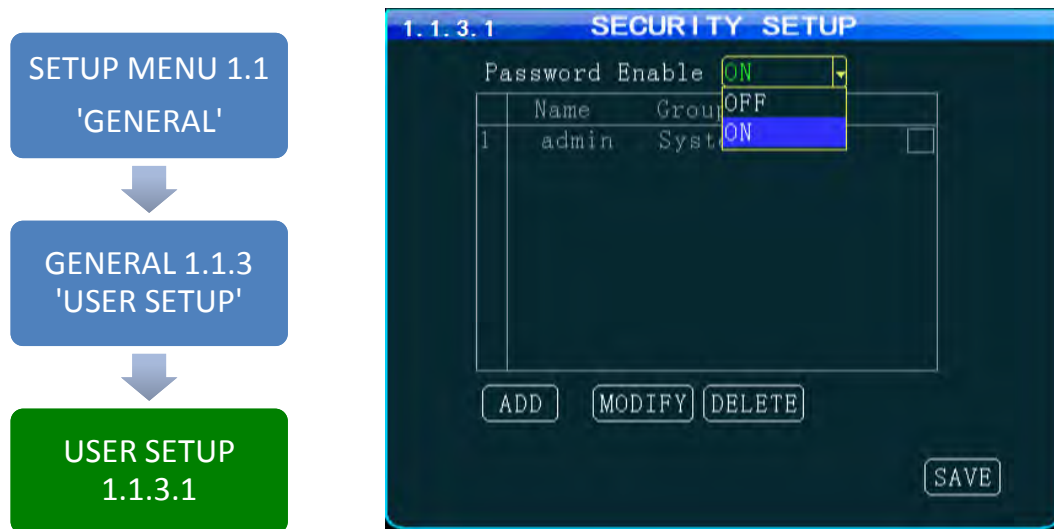 SETUP MENU 1.1
'GENERAL'
GENERAL 1.1.3
'USER SETUP'
USER SETUP
1.1.3.1
1.1.3.1 SECURITY SETUP
Password Enable ON
OFF
ON
Name
1 admin
ADD MODIFY DELETE
SAVE